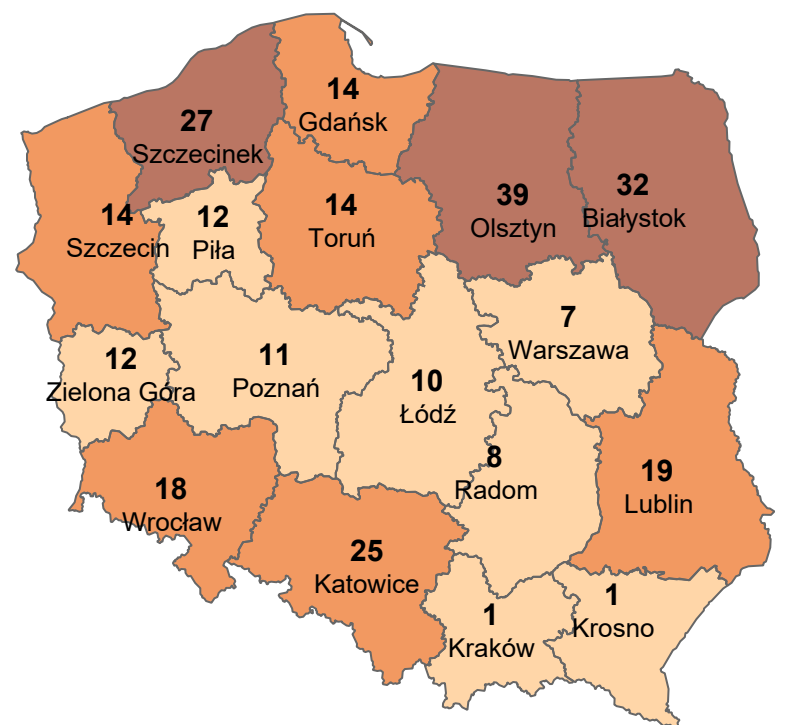 14
Gdańsk
27
Szczecinek
39
Olsztyn
32
Białystok
14
Szczecin
12
Piła
14
Toruń
7
Warszawa
12
Zielona Góra
11
Poznań
10
Łódź
8
Radom
19
Lublin
18
Wrocław
25
Katowice
1
Kraków
1
Krosno